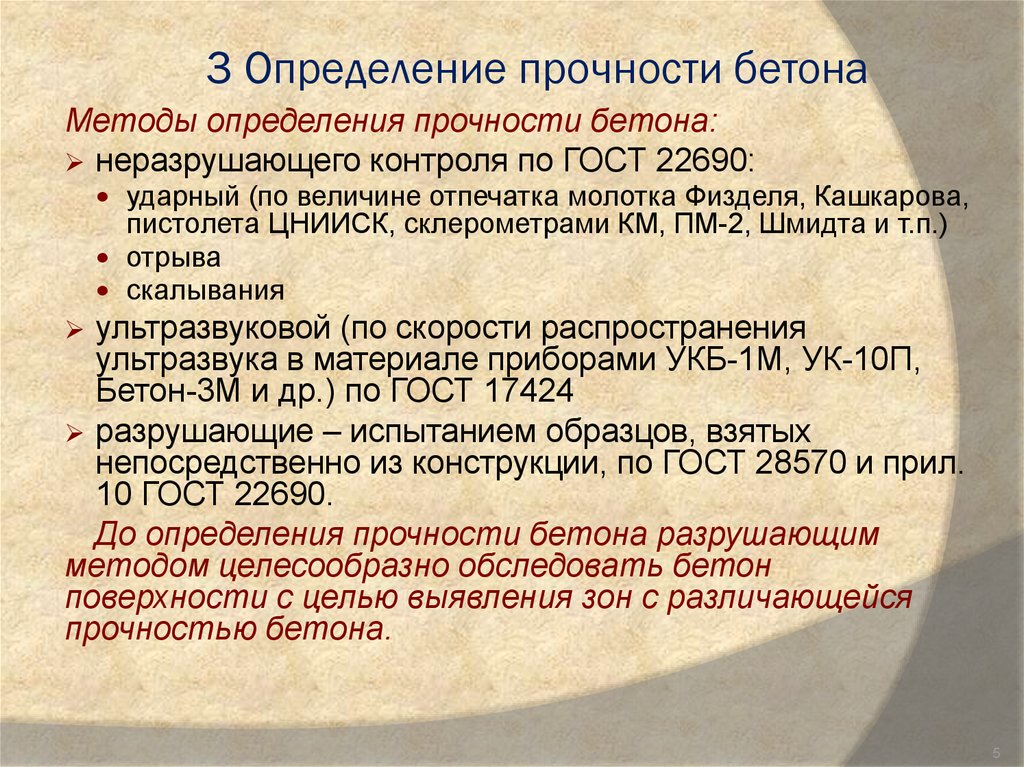 3 Определение прочности бетона
Методы определения прочности бетона:
неразрушающего контроля по ГОСТ 22690:
ударный (по величине отпечатка молотка Физделя, Кашкарова,
пистолета ЦНИИСК, склерометрами КМ, ПМ-2, Шмидта и т.п.)
отрыва
скалывания
ультразвуковой (по скорости распространения
ультразвука в материале приборами УКБ-1М, УК-10П,
Бетон-3М и др.) по ГОСТ 17424
разрушающие – испытанием образцов, взятых
непосредственно из конструкции, по ГОСТ 28570 и прил.
10 ГОСТ 22690.
До определения прочности бетона разрушающим
методом целесообразно обследовать бетон
поверхности с целью выявления зон с различающейся
прочностью бетона.
5